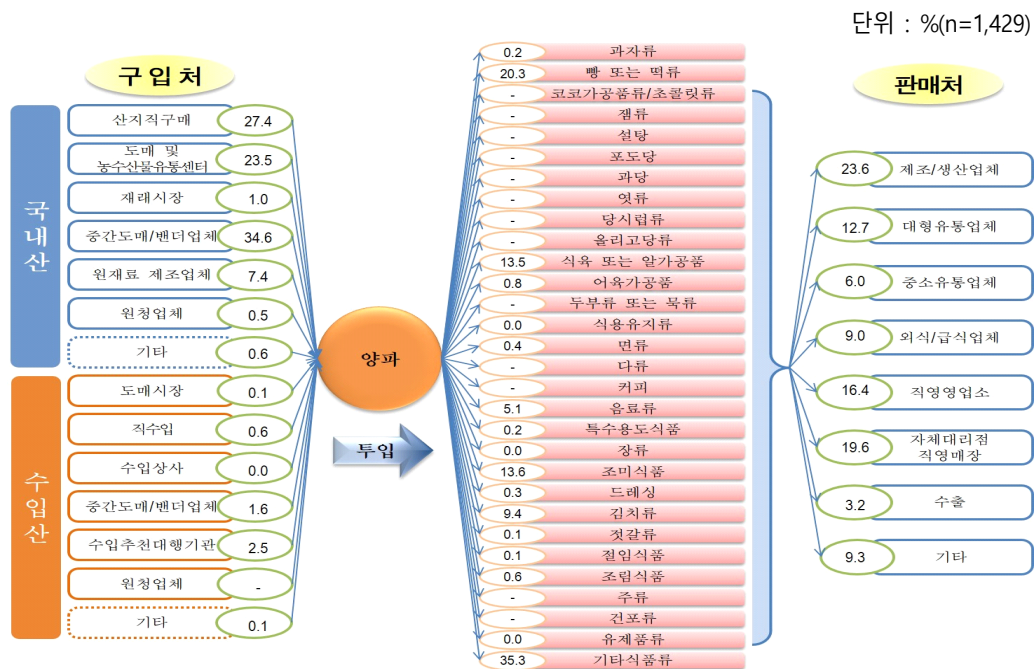 단위 : %(n=1,429)
구입처
국내산
산지직구매 27.4
도매 및
농수산물유통센터 23.5
재래시장 1.0
중간도매/밴더업체 34.6
원재료 제조업체 7.4
원청업체 0.5
기타 0.6
수입산
도매시장 0.1
직수입 0.6
수입상사 0.0
중간도매/밴더업체 1.6
수입추천대행기관 2.5
원청업체 -
기타 0.1
양파
투입
0.2 과자류
20.3 빵 또는 떡류
- 코코가공품류/초콜릿류
- 잼류
- 설탕
- 포도당
- 과당
- 엿류
- 당시럽류
- 올리고당류
13.5 식육 또는 알가공품
0.8 어육가공품
- 두부류 또는 묵류
0.0 식용유지류
0.4 면류
- 다류
- 커피
5.1 음료류
0.2 특수용도식품
0.0 장류
13.6 조미식품
0.3 드레싱
9.4 김치류
0.1 젓갈류
0.1 절임식품
0.6 조림식품
- 주류
- 건포류
0.0 유제품류
35.3 기타식품류
판매처
23.6 제조/생산업체
12.7 대형유통업체
6.0 중소유통업체
9.0 외식/급식업체
16.4 직영영업소
19.6 자체대리점
직영매장
3.2 수출
9.3 기타